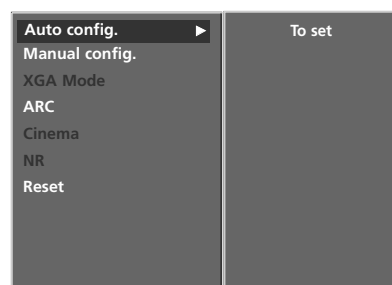 Auto config. ▶ To set
Manual config.
XGA Mode
ARC
Cinema
NR
Reset